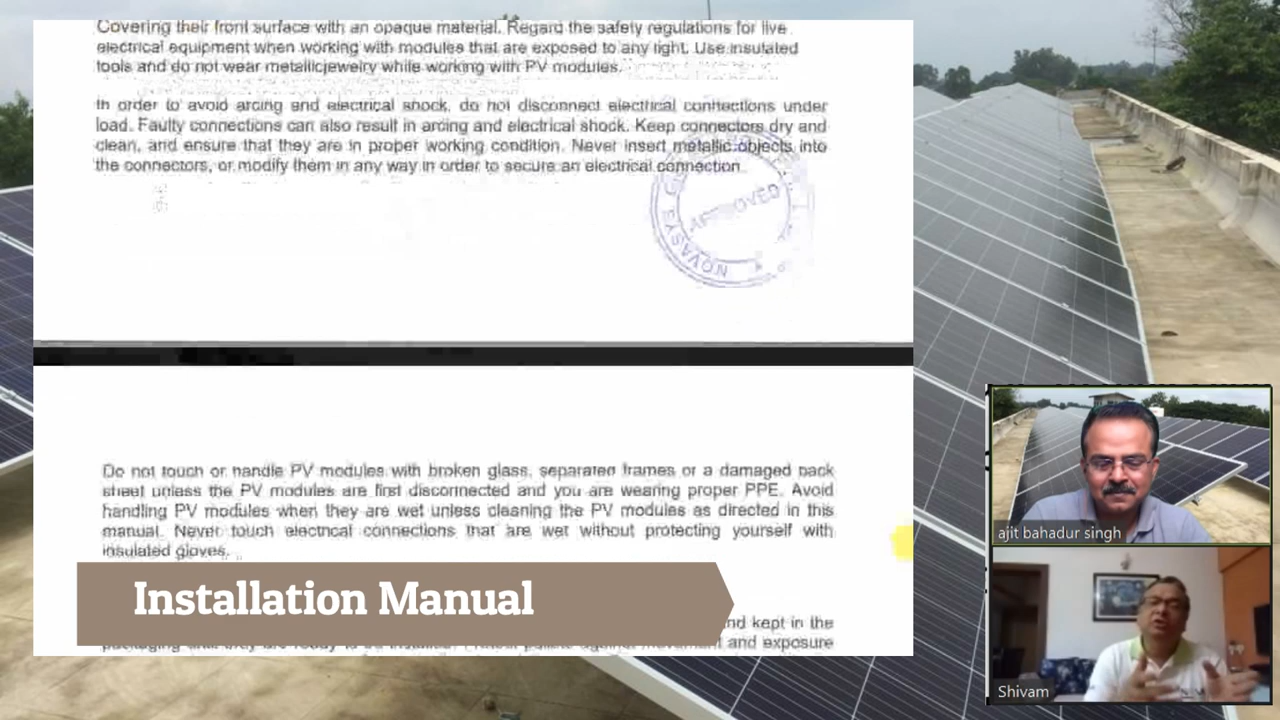 Covering their front surface with an opaque material. Regard the safety regulations for live
electrical equipment when working with modules that are exposed to any light. Use insulated
tools and do not wear metallicjewelry while working with PV modules.
In order to avoid arcing and electrical shock, do not disconnect electrical connections under
load. Faulty connections can also result in arcing and electrical shock. Keep connectors dry and
clean, and ensure that they are in proper working condition. Never insert metallic objects into
the connectors, or modify them in any way in order to secure an electrical connection
APPROVED
NOVASYS
Do not touch or handle PV modules with broken glass, separated frames or a damaged back
sheet unless the PV modules are first disconnected and you are wearing proper PPE. Avoid
handling PV modules when they are wet unless cleaning the PV modules as directed in this
manual. Never touch electrical connections that are wet without protecting yourself with
insulated gloves.
Installation Manual
nd kept in the
and exposure
ajit bahadur singh
Shivam